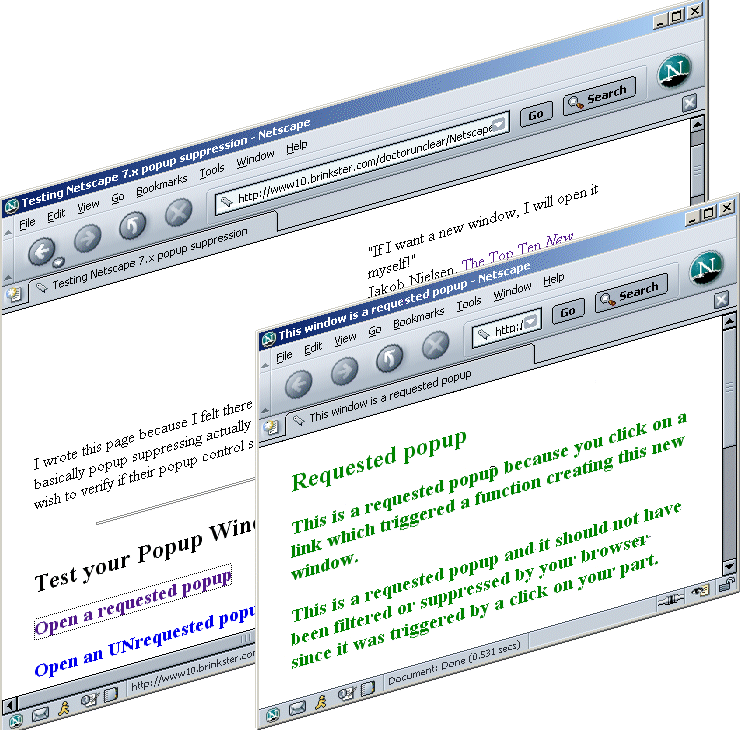 Testing Netscape 7.x popup suppression - Netscape
File Edit View Go Bookmarks Tools Window Help
http://www10.brinkster.com/doctorunclear/Netscape
Go
Search
Testing Netscape 7.x popup suppression
"If I want a new window, I will open it
myself!"
Jakob Nielsen, The Top Ten New
I wrote this page because I felt there
basically popup suppressing actually
wish to verify if their popup control s
Test your Popup Wind
Open a requested popup
Open an UNrequested popu
http://www10.brinkster.com
This window is a requested popup - Netscape
File Edit View Go Bookmarks Tools Window Help
http:/
Go
Search
This window is a requested popup
Requested popup
This is a requested popup because you click on a
link which triggered a function creating this new
window.
This is a requested popup and it should not have
been filtered or suppressed by your browser
since it was triggered by a click on your part.
Document: Done (0.531 secs)